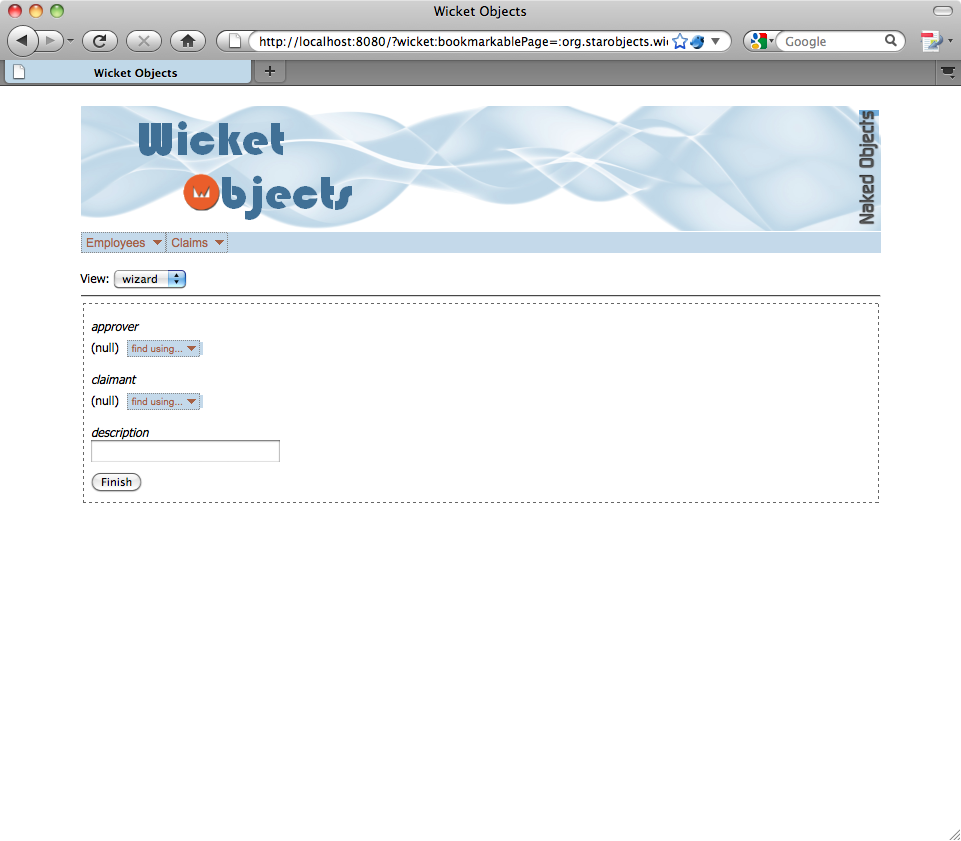 Wicket Objects
http://localhost:8080/?wicket:bookmarkablePage=:org.starobjects.wi
Google
Wicket Objects
Wicket
Objects
Naked Objects
Employees
Claims
View: wizard
approver
(null) find using...
claimant
(null) find using...
description
Finish